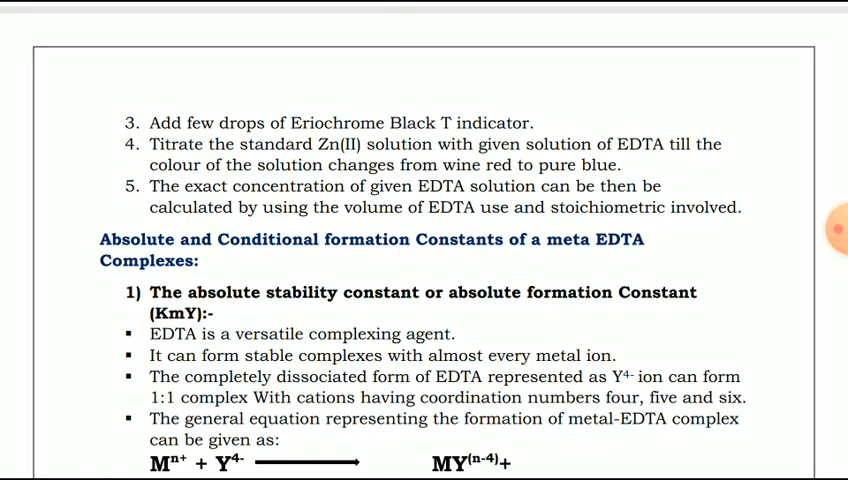 3. Add few drops of Eriochrome Black T indicator.
4. Titrate the standard Zn(II) solution with given solution of EDTA till the
colour of the solution changes from wine red to pure blue.
5. The exact concentration of given EDTA solution can be then be
calculated by using the volume of EDTA use and stoichiometric involved.
Absolute and Conditional formation Constants of a meta EDTA
Complexes:
1) The absolute stability constant or absolute formation Constant
(KmY):-
▪ EDTA is a versatile complexing agent.
▪ It can form stable complexes with almost every metal ion.
▪ The completely dissociated form of EDTA represented as Y⁴⁻ ion can form
1:1 complex With cations having coordination numbers four, five and six.
▪ The general equation representing the formation of metal-EDTA complex
can be given as:
Mⁿ⁺ + Y⁴⁻ ⟶ MY⁽ⁿ⁻⁴⁾+